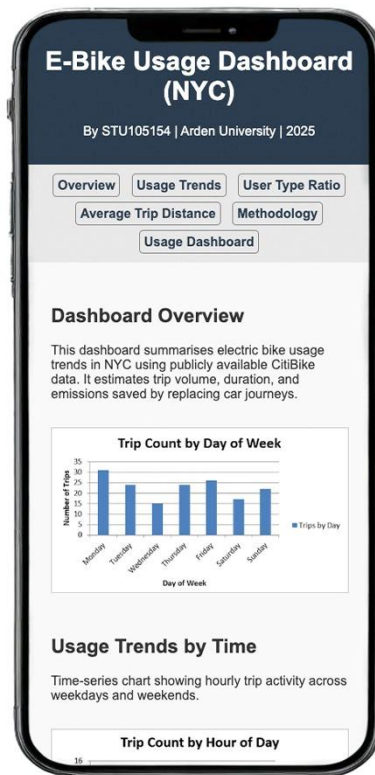 E-Bike Usage Dashboard
(NYC)
By STU105154 | Arden University | 2025
Overview Usage Trends User Type Ratio
Average Trip Distance Methodology
Usage Dashboard
Dashboard Overview
This dashboard summarises electric bike usage
trends in NYC using publicly available CitiBike
data. It estimates trip volume, duration, and
emissions saved by replacing car journeys.
Trip Count by Day of Week
Number of Trips
35
30
25
20
15
10
5
0
Monday Tuesday Wednesday Thursday Friday Saturday Sunday
Trips by Day
Day of Week
Usage Trends by Time
Time-series chart showing hourly trip activity across
weekdays and weekends.
Trip Count by Hour of Day
16